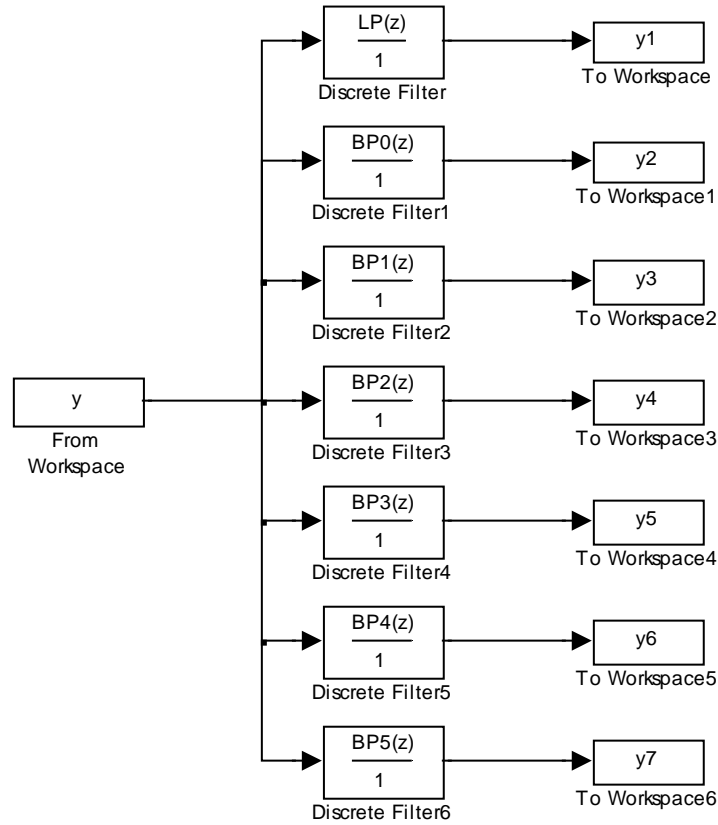 LP(z)
1
Discrete Filter
y1
To Workspace
BP0(z)
1
Discrete Filter1
y2
To Workspace1
BP1(z)
1
Discrete Filter2
y3
To Workspace2
y
From
Workspace
BP2(z)
1
Discrete Filter3
y4
To Workspace3
BP3(z)
1
Discrete Filter4
y5
To Workspace4
BP4(z)
1
Discrete Filter5
y6
To Workspace5
BP5(z)
1
Discrete Filter6
y7
To Workspace6